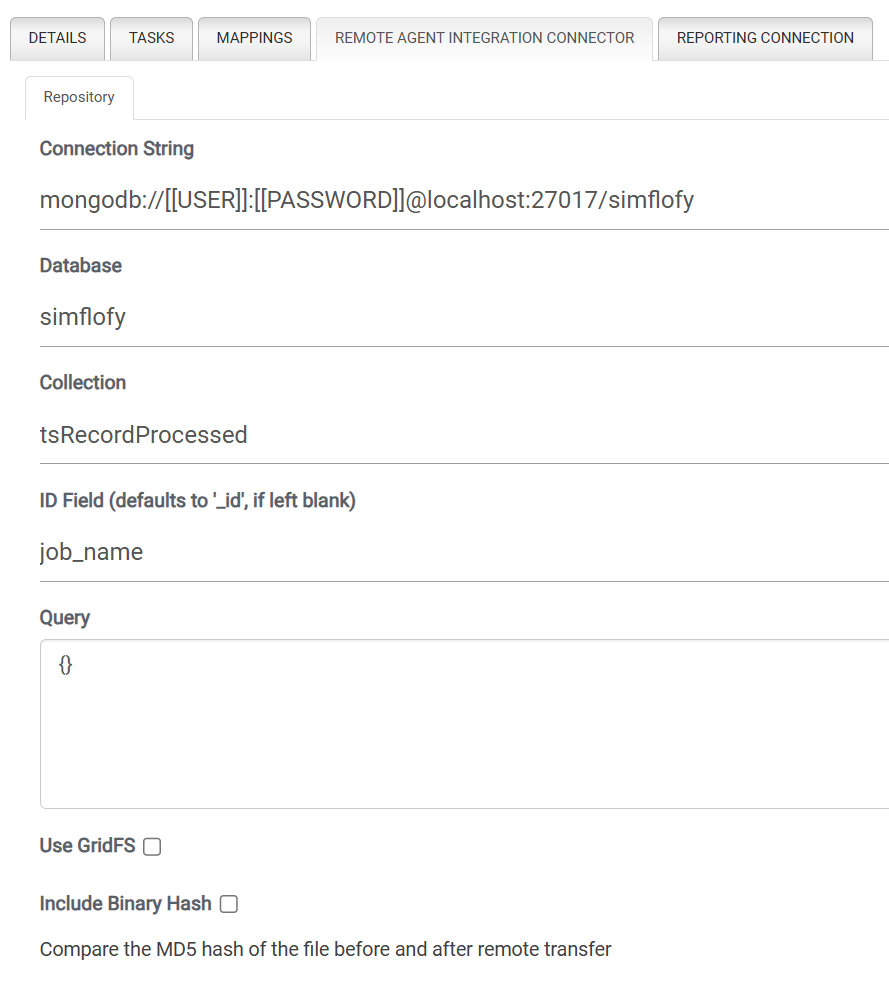 DETAILS TASKS MAPPINGS REMOTE AGENT INTEGRATION CONNECTOR REPORTING CONNECTION
Repository
Connection String
mongodb://[[USER]]:[[PASSWORD]]@localhost:27017/simflofy
Database
simflofy
Collection
tsRecordProcessed
ID Field (defaults to '_id', if left blank)
job_name
Query
{}
Use GridFS
Include Binary Hash
Compare the MD5 hash of the file before and after remote transfer